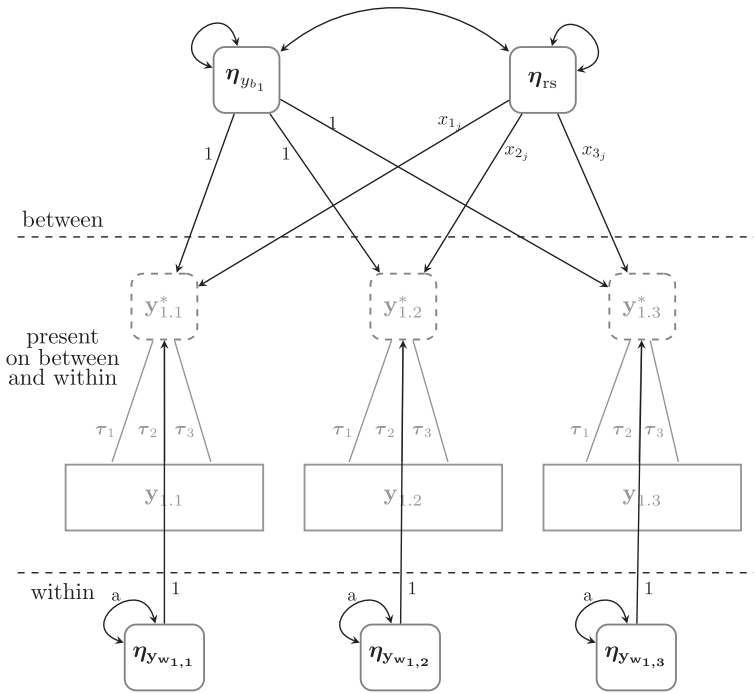 η_{y_{b_1}} η_{rs}
1 x_{1_j}
1 1 x_{2_j} x_{3_j}
between
y*_{1.1} y*_{1.2} y*_{1.3}
present
on between
and within
τ_1 τ_2 τ_3 τ_1 τ_2 τ_3 τ_1 τ_2 τ_3
y_{1.1} y_{1.2} y_{1.3}
within
a 1 a 1 a 1
η_{y_{w_{1,1}}} η_{y_{w_{1,2}}} η_{y_{w_{1,3}}}